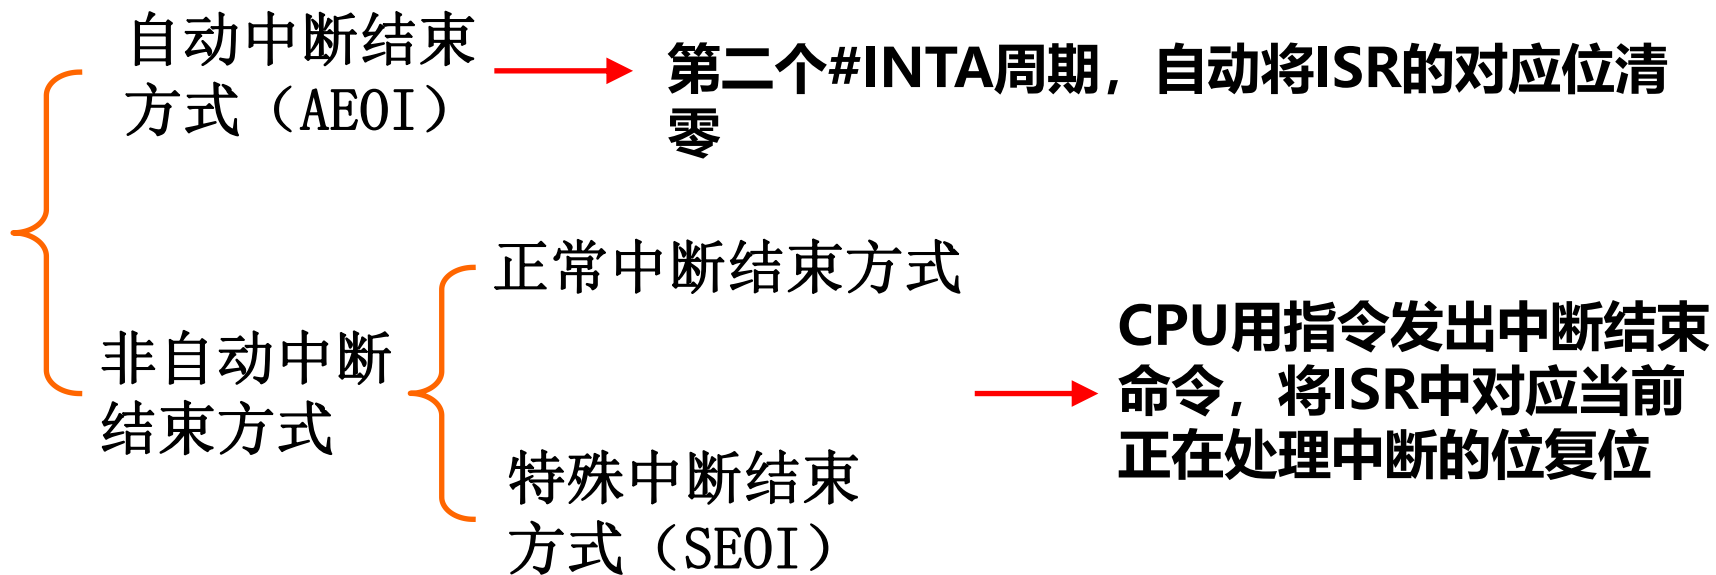 自动中断结束
方式（AEOI）
第二个#INTA周期，自动将ISR的对应位清
零
正常中断结束方式
非自动中断
结束方式
特殊中断结束
方式（SEOI）
CPU用指令发出中断结束
命令，将ISR中对应当前
正在处理中断的位复位